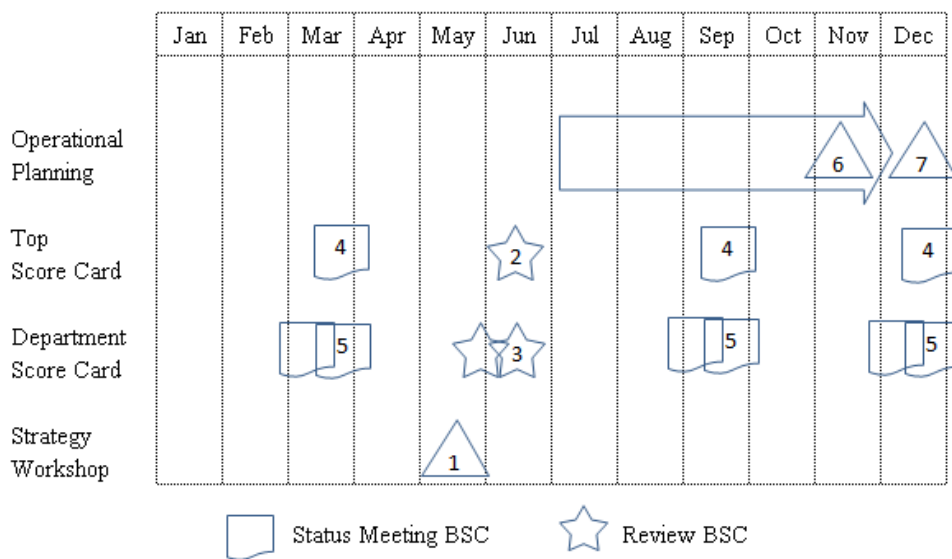 Jan Feb Mar Apr May Jun Jul Aug Sep Oct Nov Dec
Operational
Planning
6 7
Top
Score Card
4 2 4 4
Department
Score Card
5 3 5 5
Strategy
Workshop
1
Status Meeting BSC Review BSC